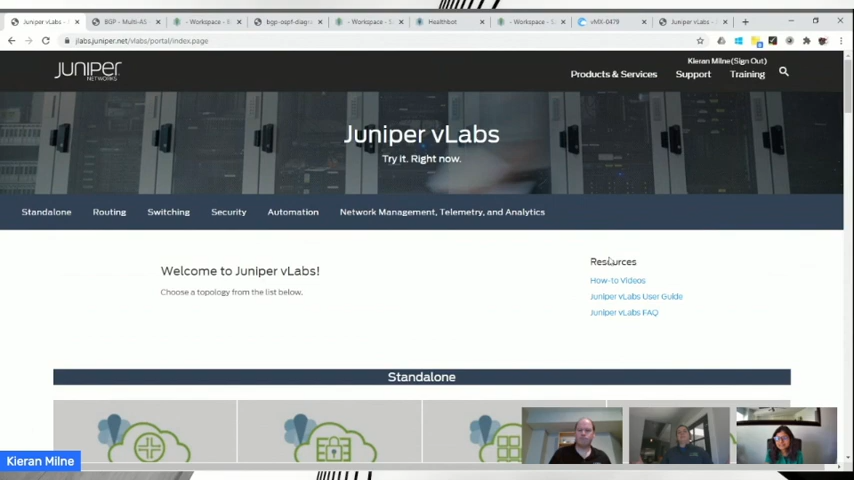 Juniper vLabs -
BGP - Multi-AS
- Workspace -
bgp-ospf-diagra
- Workspace - S
Healthbot
- Workspace - S
vMX-0479
Juniper vLabs -
jlabs.juniper.net/vlabs/portal/index.page
JUNIPER
NETWORKS
Kieran Milne(Sign Out)
Products & Services
Support
Training
Juniper vLabs
Try it. Right now.
Standalone
Routing
Switching
Security
Automation
Network Management, Telemetry, and Analytics
Resources
Welcome to Juniper vLabs!
How-to Videos
Choose a topology from the list below.
Juniper vLabs User Guide
Juniper vLabs FAQ
Standalone
Kieran Milne